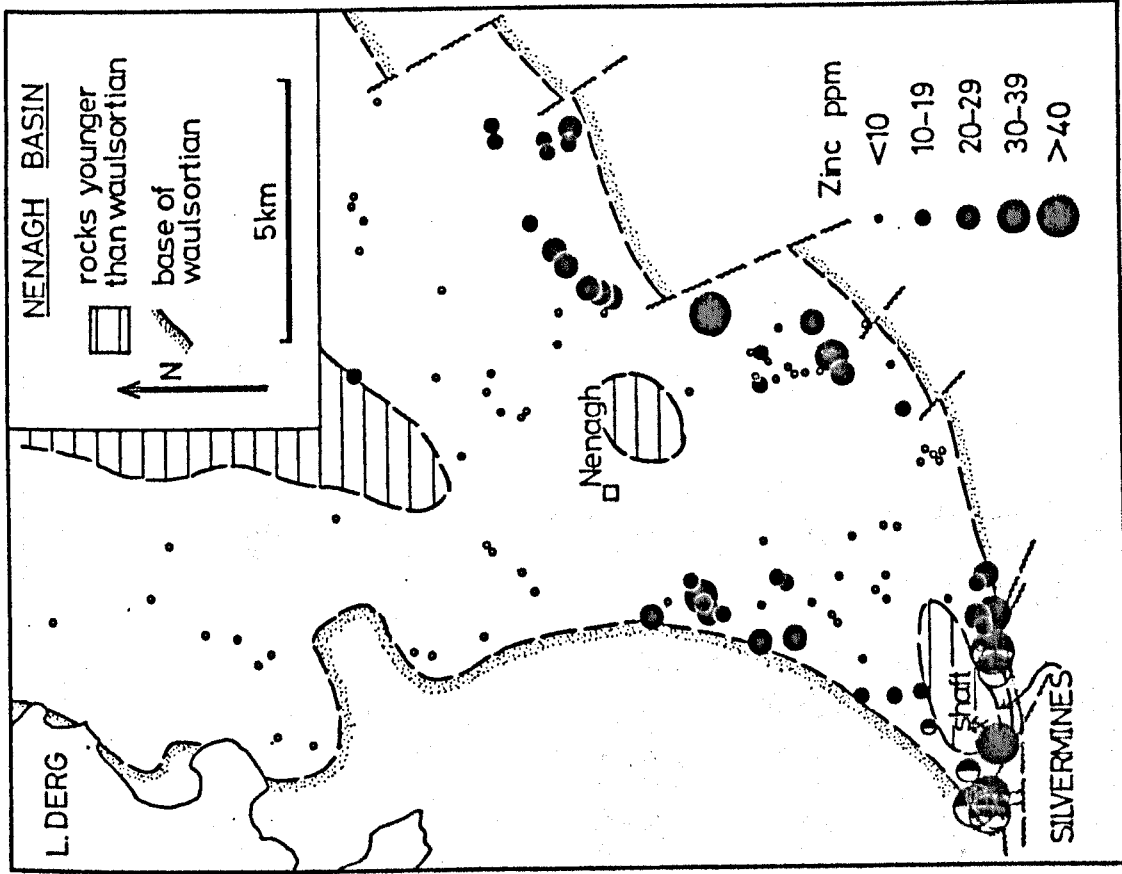 NENAGH BASIN
rocks younger
than waulsortian
base of
waulsortian
N
5km
L.DERG
Nenagh
shaft
SILVERMINES
Zinc ppm
<10
10-19
20-29
30-39
>40